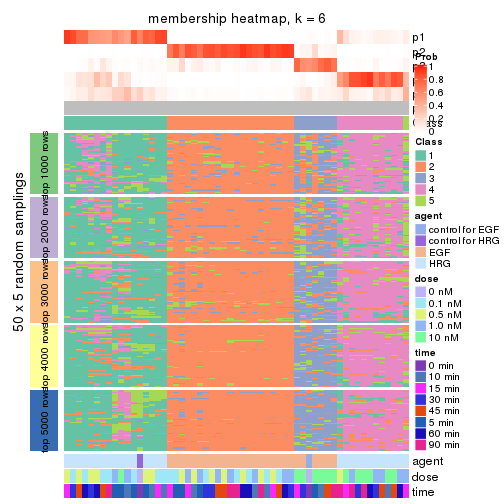 membership heatmap, k = 6
p1
p2
p3
Prob
1
0.8
0.6
0.4
0.2
0
Class
1
2
3
4
5
agent
control for EGF
control for HRG
EGF
HRG
dose
0 nM
0.1 nM
0.5 nM
1.0 nM
10 nM
time
0 min
10 min
15 min
30 min
45 min
5 min
60 min
90 min
50 x 5 random samplings
top 1000 rows
top 2000 rows
top 3000 rows
top 4000 rows
top 5000 rows
agent
dose
time